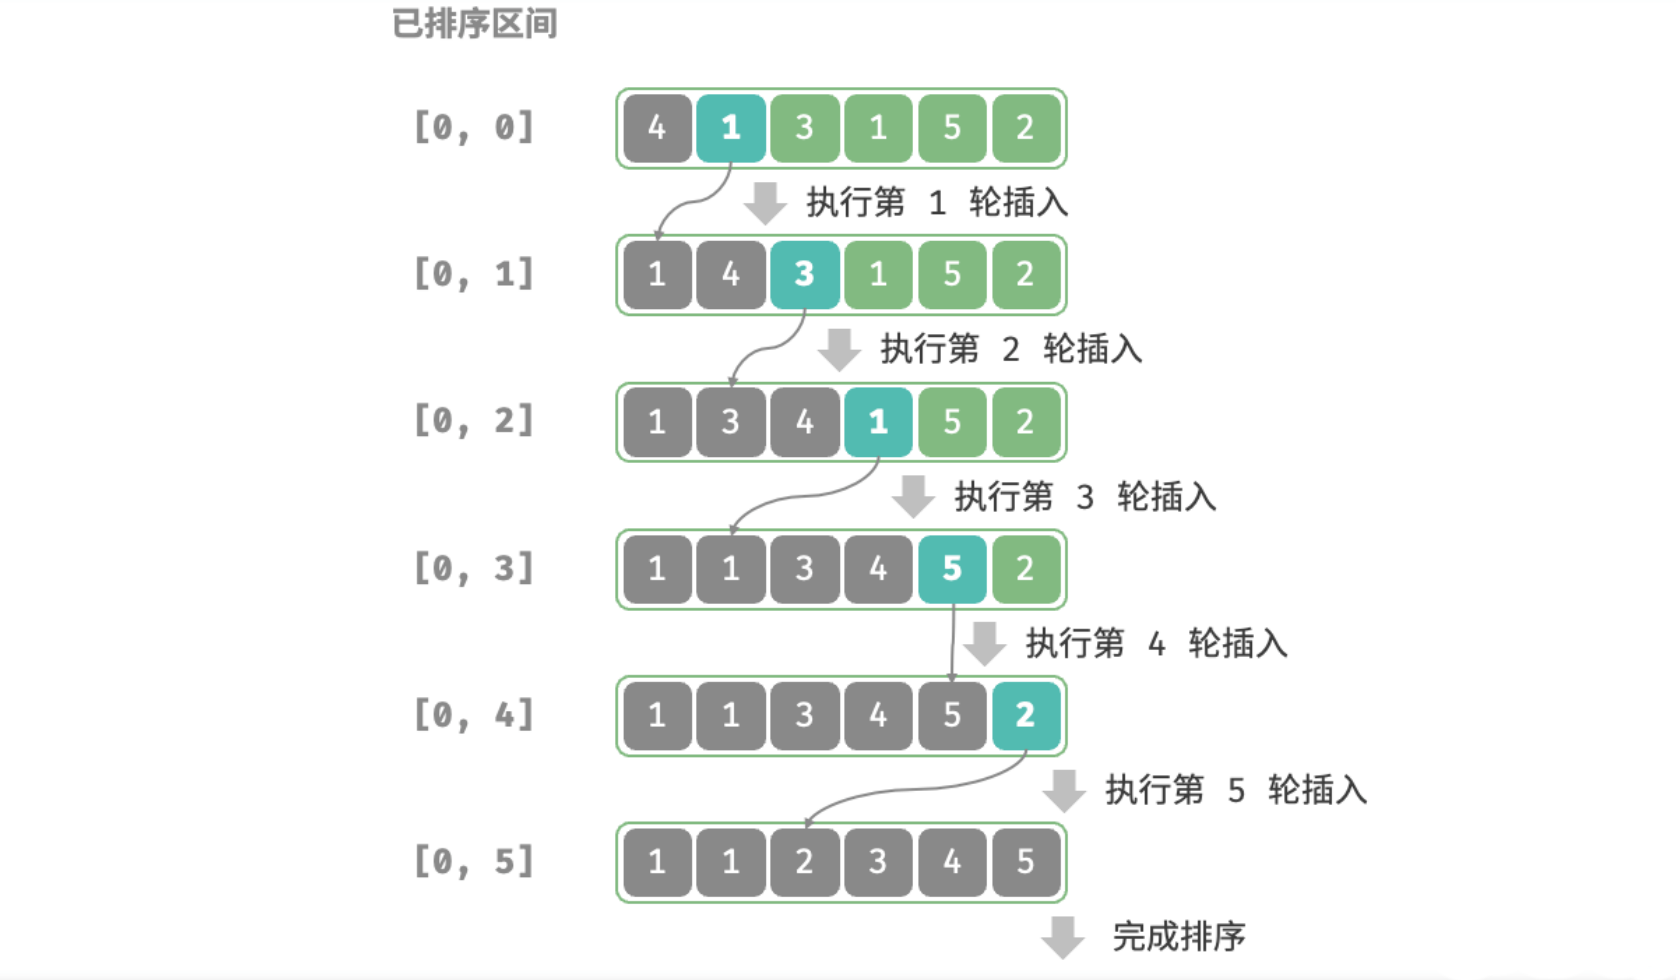 已排序区间
[0, 0] 4 1 3 1 5 2
执行第 1 轮插入
[0, 1] 1 4 3 1 5 2
执行第 2 轮插入
[0, 2] 1 3 4 1 5 2
执行第 3 轮插入
[0, 3] 1 1 3 4 5 2
执行第 4 轮插入
[0, 4] 1 1 3 4 5 2
执行第 5 轮插入
[0, 5] 1 1 2 3 4 5
完成排序